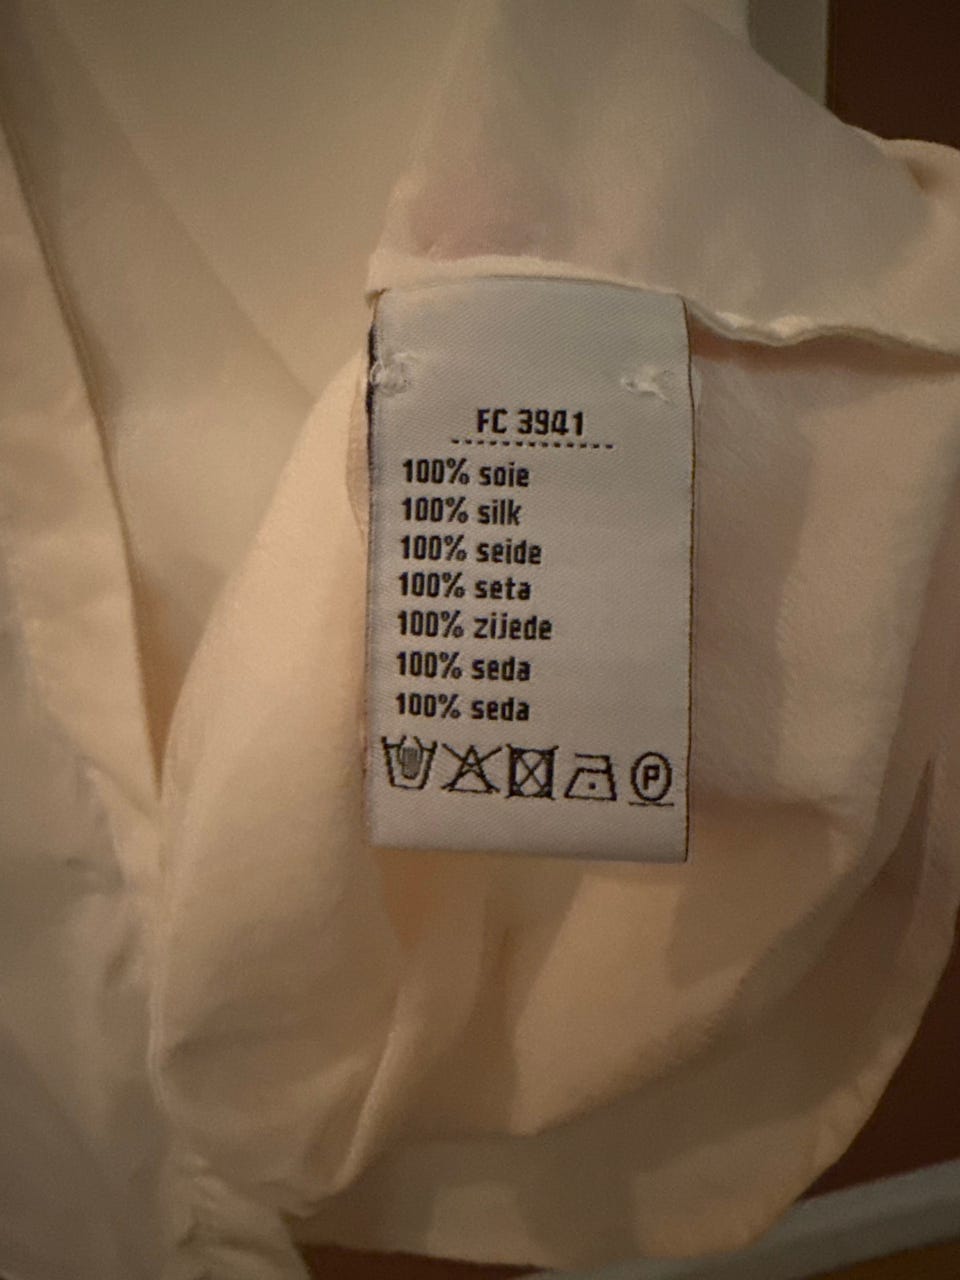 FC 3941
100% soie
100% silk
100% seide
100% seta
100% zijede
100% seda
100% seda
P